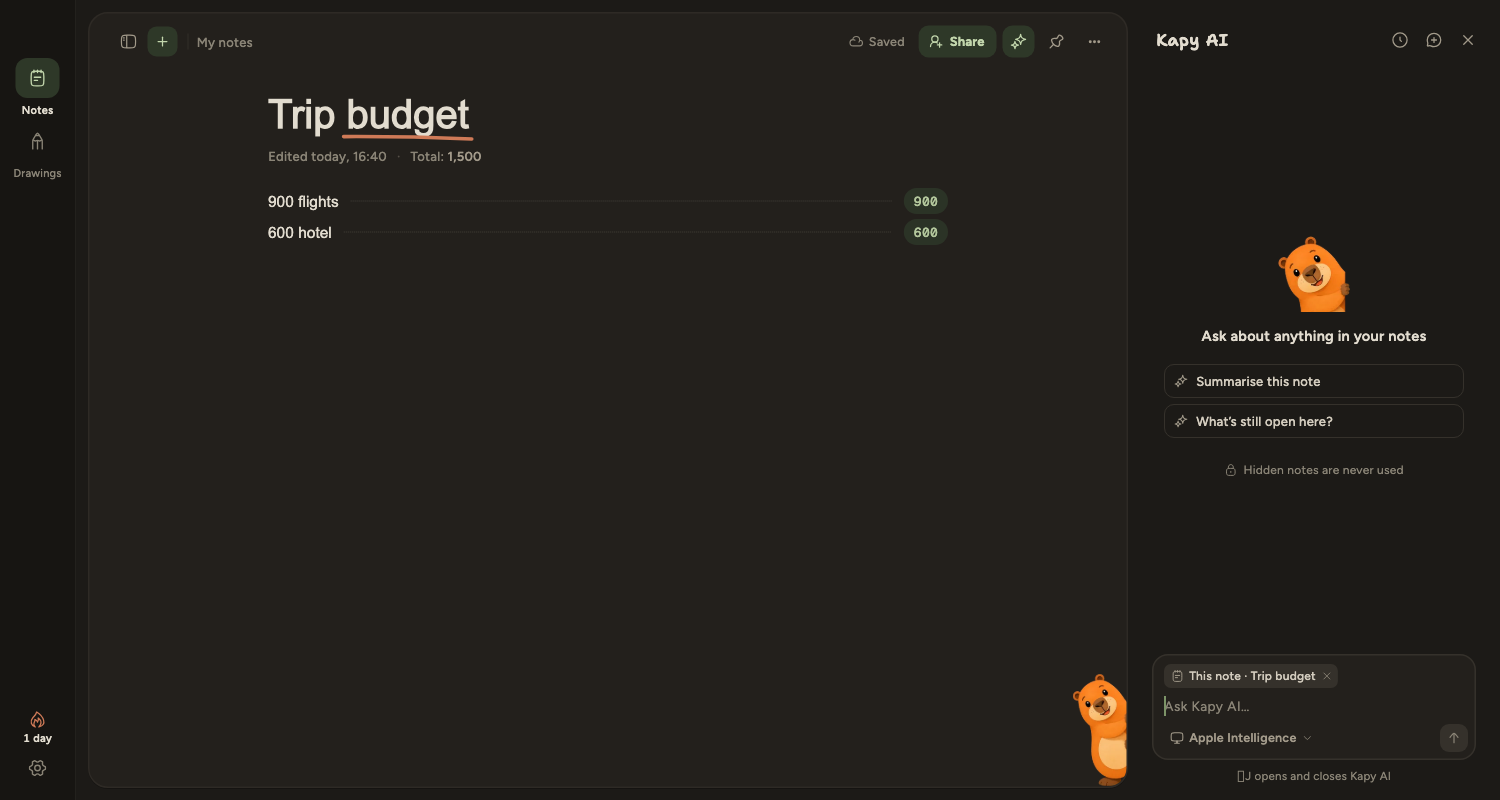 Notes
Drawings
1 day
My notes
Saved
Share
Trip budget
Edited today, 16:40 · Total: 1,500
900 flights 900
600 hotel 600
Kapy AI
Ask about anything in your notes
Summarise this note
What's still open here?
Hidden notes are never used
This note · Trip budget
Ask Kapy AI...
Apple Intelligence
J opens and closes Kapy AI